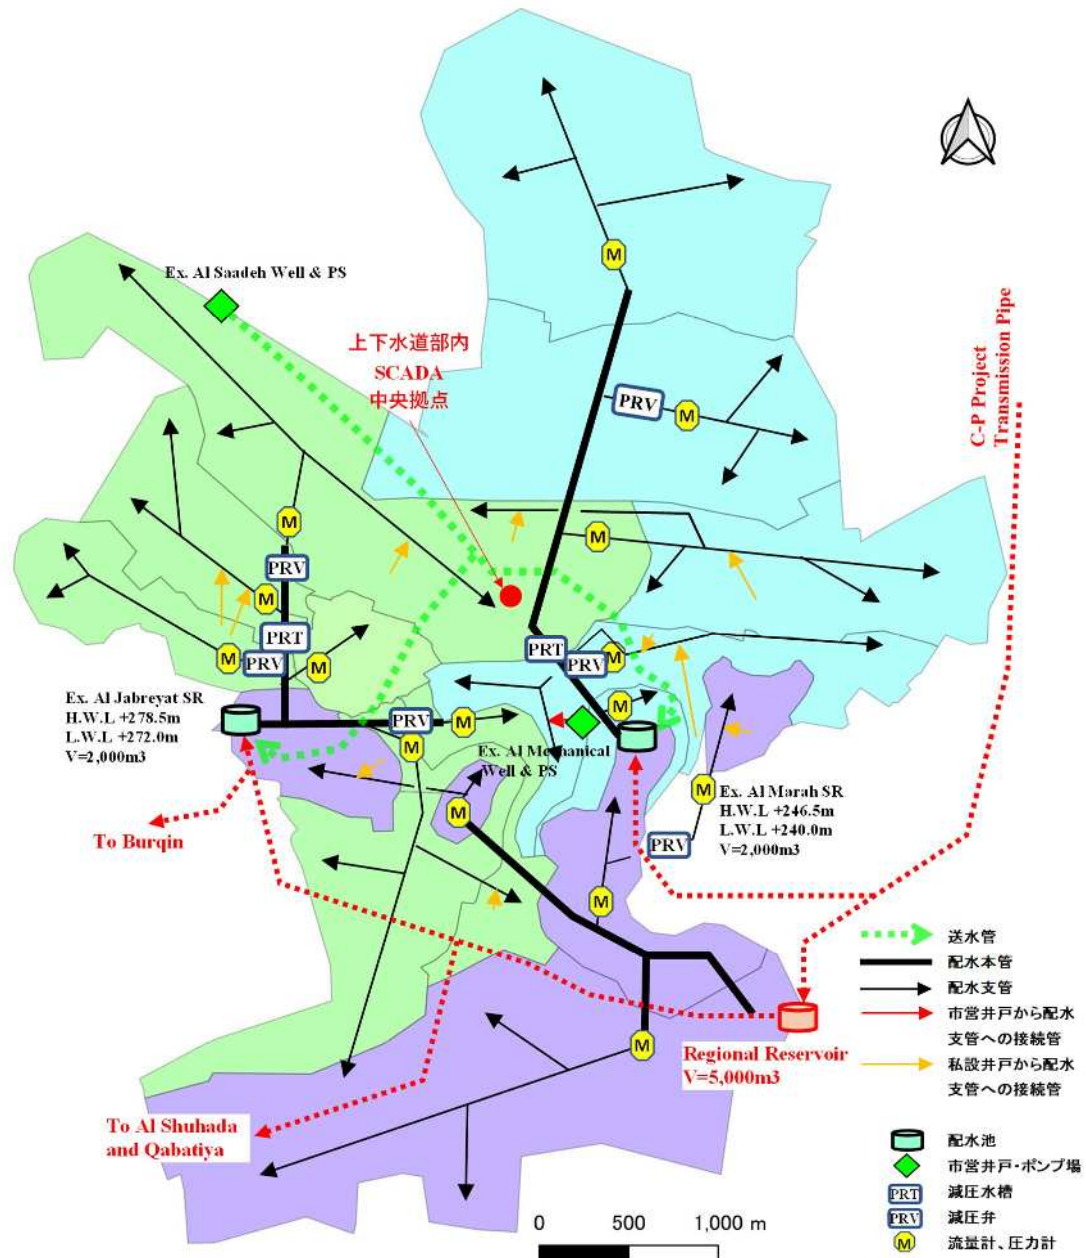 Ex. Al Saadeh Well & PS
上下水道部内
SCADA
中央拠点
C-P Project
Transmission Pipe
M
PRV
M
M
M
PRV
M
PRT
M
PRV
M
PRT
PRV
M
M
Ex. Al Jabreyat SR
H.W.L +278.5m
L.W.L +272.0m
V=2,000m3
PRV
M
M
Ex. Al Mechanical
Well & PS
To Burqin
M
M
Ex. Al Marah SR
H.W.L +246.5m
L.W.L +240.0m
V=2,000m3
PRV
M
M
Regional Reservoir
V=5,000m3
To Al Shuhada
and Qabatiya
送水管
配水本管
配水支管
市営井戸から配水
支管への接続管
私設井戸から配水
支管への接続管
配水池
市営井戸・ポンプ場
PRT 減圧水槽
PRV 減圧弁
M 流量計、圧力計
0 500 1,000 m